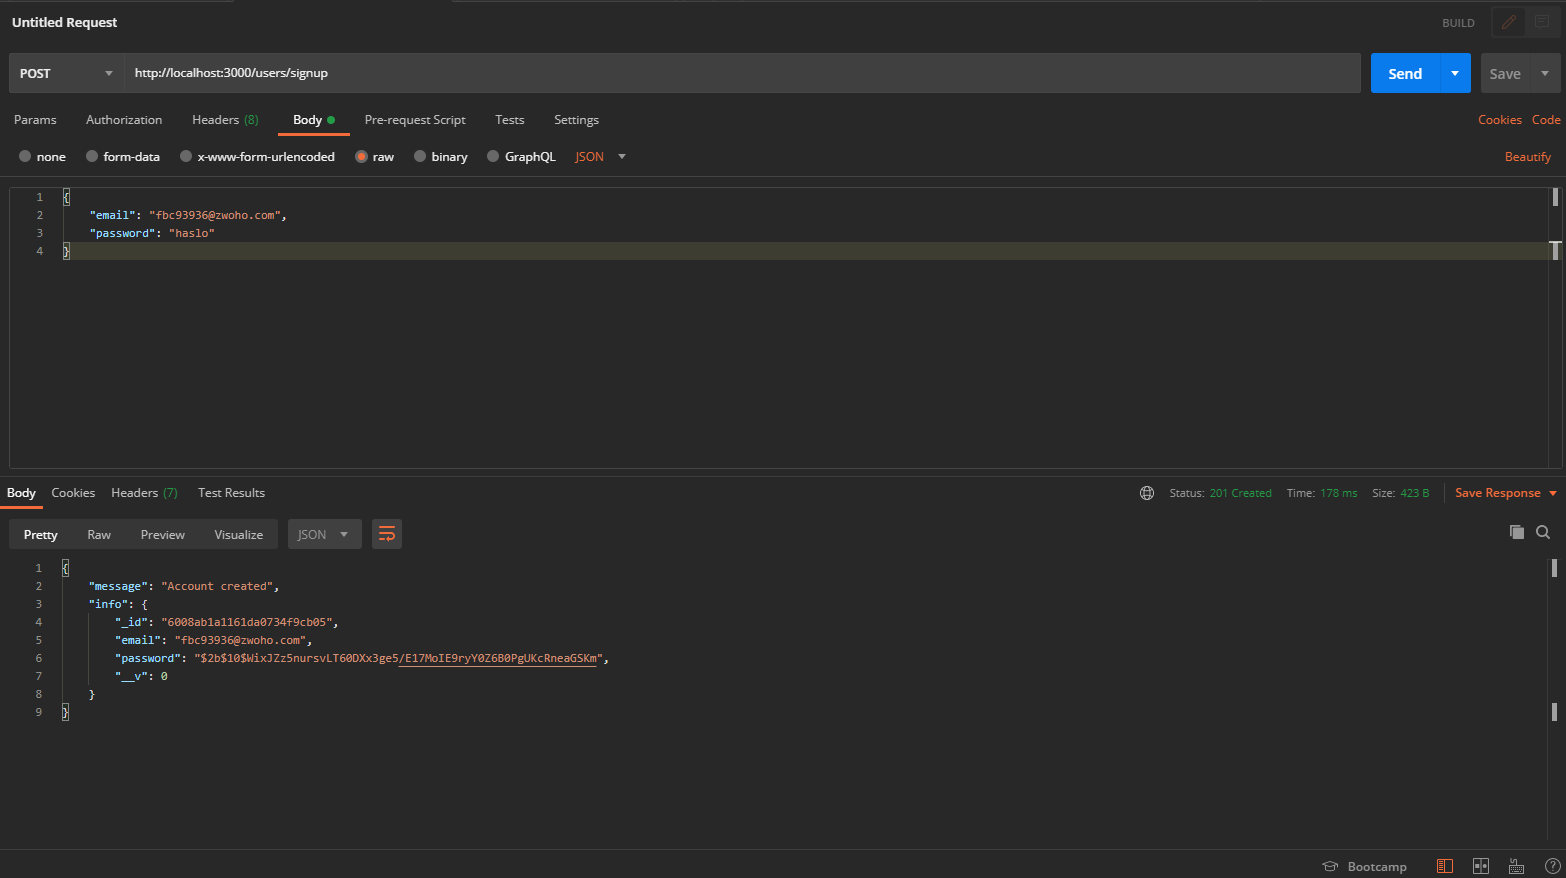 Untitled Request
BUILD
POST
http://localhost:3000/users/signup
Send
Save
Params Authorization Headers (8) Body Pre-request Script Tests Settings
Cookies Code
none form-data x-www-form-urlencoded raw binary GraphQL JSON
Beautify
1 {
2 "email": "fbc93936@zwoho.com",
3 "password": "haslo"
4 }
Body Cookies Headers (7) Test Results
Status: 201 Created Time: 178 ms Size: 423 B
Save Response
Pretty Raw Preview Visualize JSON
1 {
2 "message": "Account created",
3 "info": {
4 "_id": "6008ab1a1161da0734f9cb05",
5 "email": "fbc93936@zwoho.com",
6 "password": "$2b$10$WixJZz5nursvLT60DXx3ge5/E17MoIE9ryY0Z6B0PgUKcRneaGSKm",
7 "__v": 0
8 }
9 }
Bootcamp